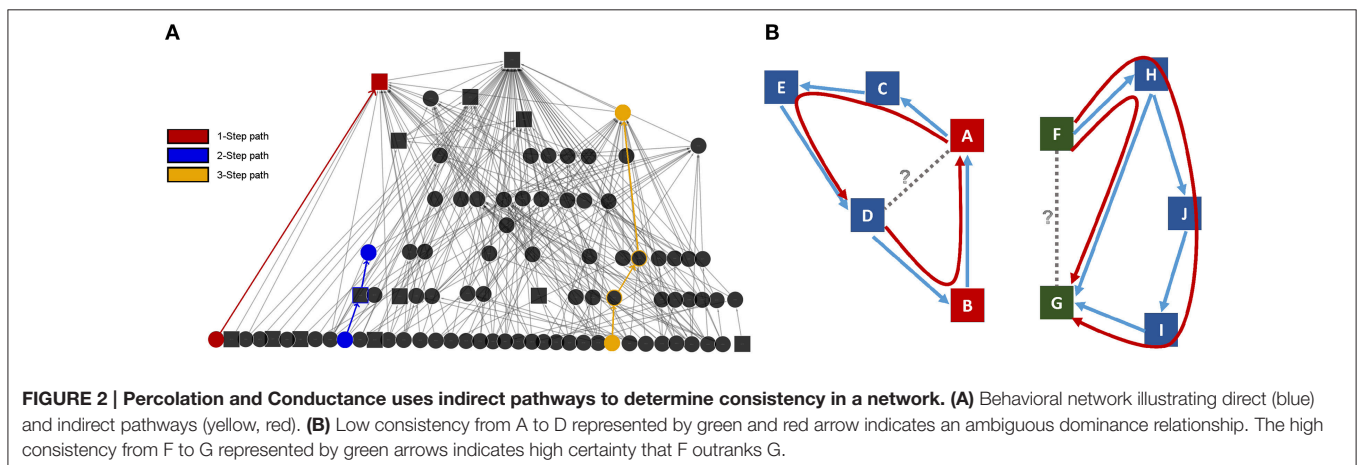 A
1-Step path
2-Step path
3-Step path
B
E
C
A
?
D
B
H
F
?
J
G
I
FIGURE 2 | Percolation and Conductance uses indirect pathways to determine consistency in a network. (A) Behavioral network illustrating direct (blue)
and indirect pathways (yellow, red). (B) Low consistency from A to D represented by green and red arrow indicates an ambiguous dominance relationship. The high
consistency from F to G represented by green arrows indicates high certainty that F outranks G.